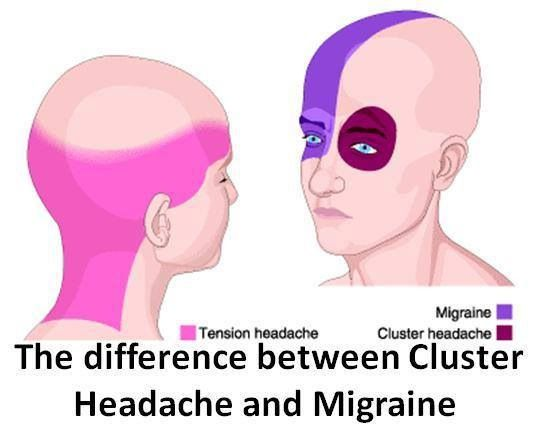 Migraine
Tension headache
Cluster headache
The difference between Cluster
Headache and Migraine